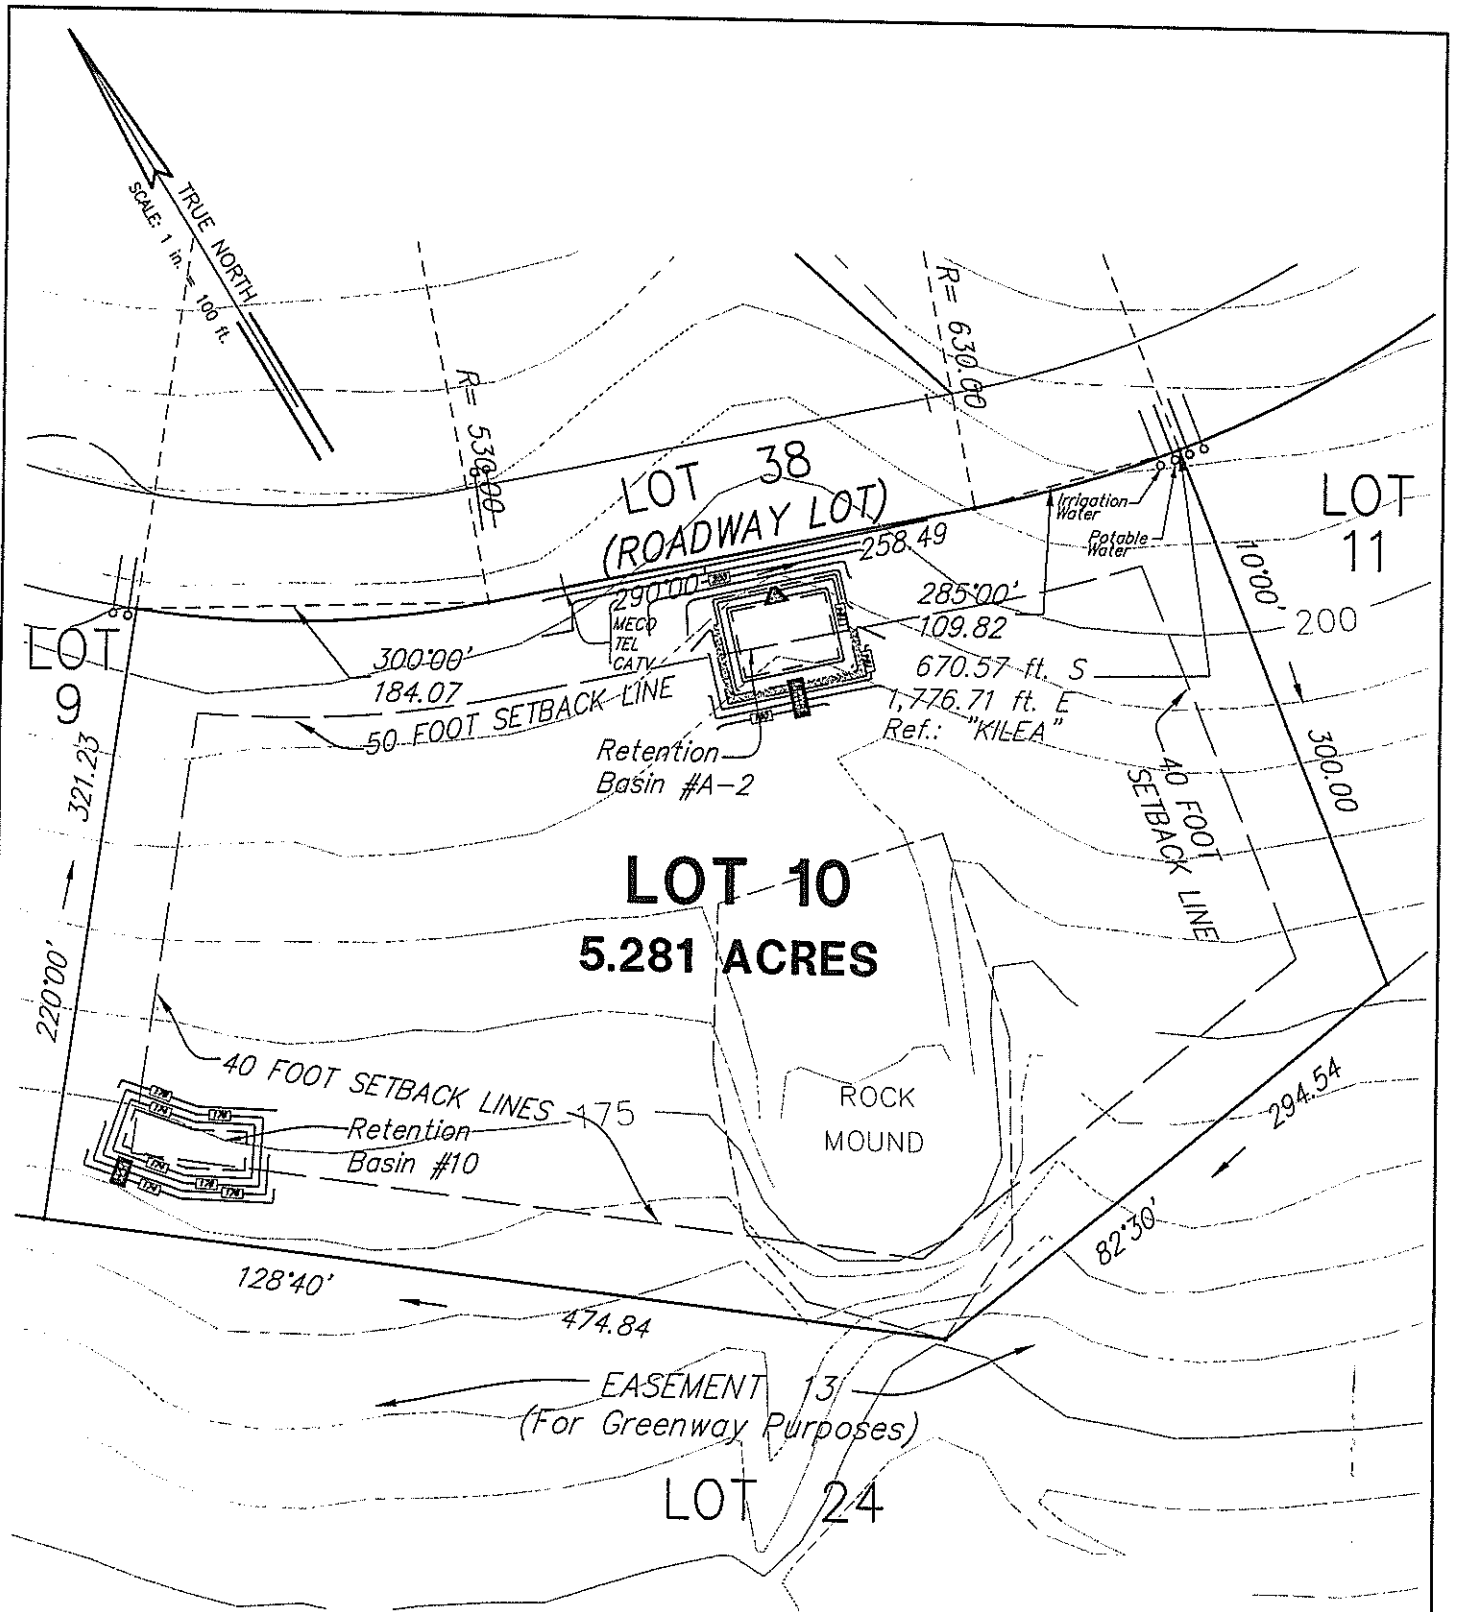 TRUE NORTH
SCALE: 1 in. = 100 ft.
R= 530.00
R= 630.00
LOT 38
(ROADWAY LOT)
258.49
290°00'
MECO
TEL
CATV
Irrigation
Water
Potable
Water
LOT
11
10°00'
300.00
200
LOT
9
300°00'
184.07
285°00'
109.82
670.57 ft. S
1,776.71 ft. E
Ref.: "KILEA"
50 FOOT SETBACK LINE
Retention
Basin #A-2
40 FOOT
SETBACK LINE
321.23
220°00'
LOT 10
5.281 ACRES
40 FOOT SETBACK LINES
175
Retention
Basin #10
ROCK
MOUND
294.54
82°30'
128°40'
474.84
EASEMENT 13
(For Greenway Purposes)
LOT 24